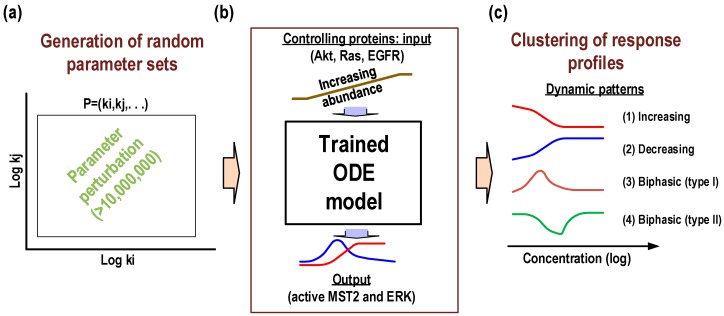 (a)
Generation of random
parameter sets
P=(ki,kj,. . .)
Parameter
perturbation
(>10,000,000)
Log kj
Log ki
(b)
Controlling proteins: input
(Akt, Ras, EGFR)
Increasing
abundance
Trained
ODE
model
Output
(active MST2 and ERK)
(c)
Clustering of response
profiles
Dynamic patterns
(1) Increasing
(2) Decreasing
(3) Biphasic (type I)
(4) Biphasic (type II)
Concentration (log)